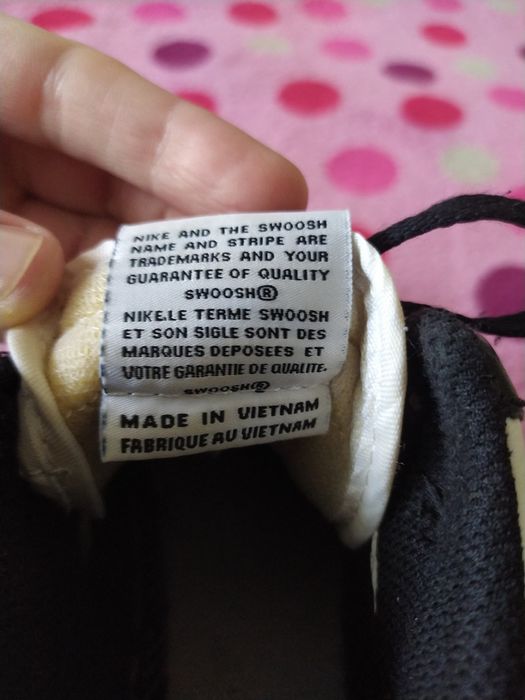 NIKE AND THE SWOOSH
NAME AND STRIPE ARE
TRADEMARKS AND YOUR
GUARANTEE OF QUALITY
SWOOSH®
NIKE.LE TERME SWOOSH
ET SON SIGLE SONT DES
MARQUES DEPOSEES ET
VOTRE GARANTIE DE QUALITE.
SWOOSH®
MADE IN VIETNAM
FABRIQUE AU VIETNAM